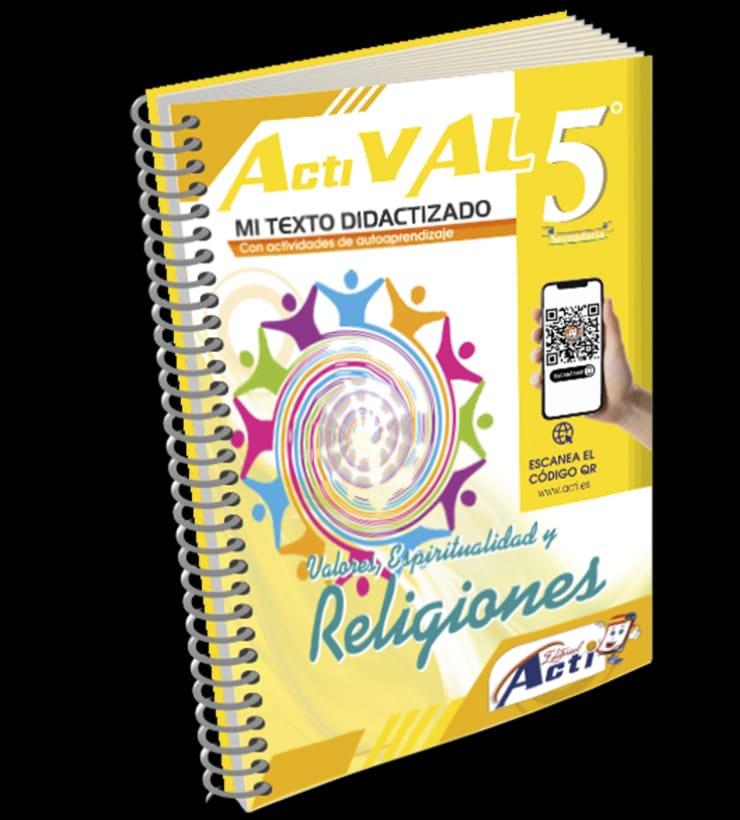 ActiVAL 5°
Secundaria
MI TEXTO DIDACTIZADO
Con actividades de autoaprendizaje
ESCANEA EL
CÓDIGO QR
www.acti.es
Valores, Espiritualidad y
Religiones
Editorial
Acti